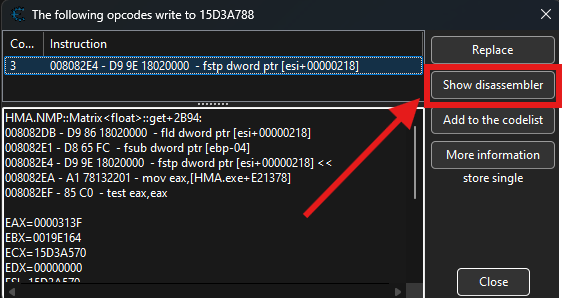 The following opcodes write to 15D3A788
Co... Instruction
3 008082E4 - D9 9E 18020000 - fstp dword ptr [esi+00000218]
Replace
Show disassembler
Add to the codelist
More information
store single
HMA.NMP::Matrix<float>::get+2B94:
008082DB - D9 86 18020000 - fld dword ptr [esi+00000218]
008082E1 - D8 65 FC - fsub dword ptr [ebp-04]
008082E4 - D9 9E 18020000 - fstp dword ptr [esi+00000218] <<
008082EA - A1 78132201 - mov eax,[HMA.exe+E21378]
008082EF - 85 C0 - test eax,eax
EAX=0000313F
EBX=0019E164
ECX=15D3A570
EDX=00000000
ESI=15D3A570
Close